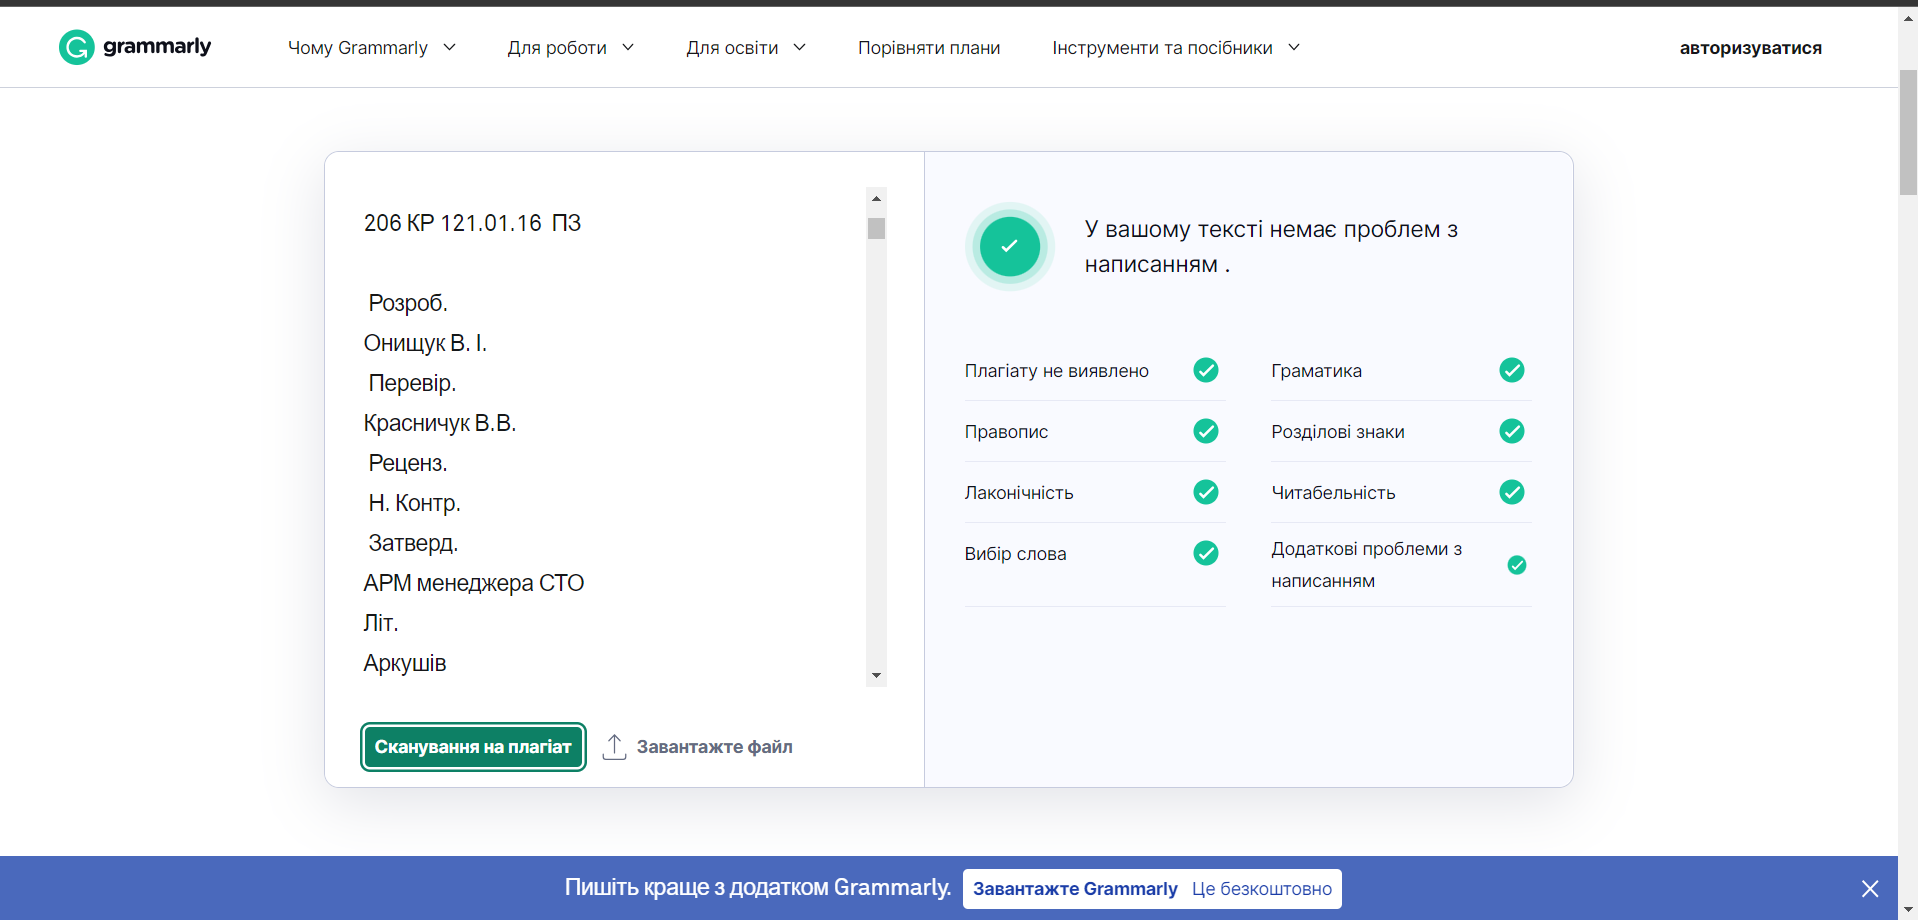 grammarly
Чому Grammarly
Для роботи
Для освіти
Порівняти плани
Інструменти та посібники
авторизуватися
206 КР 121.01.16 ПЗ
Розроб.
Онищук В. І.
Перевір.
Красничук В.В.
Реценз.
Н. Контр.
Затверд.
АРМ менеджера СТО
Літ.
Аркушів
Сканування на плагіат
Завантажте файл
У вашому тексті немає проблем з
написанням .
Плагіату не виявлено
Граматика
Правопис
Розділові знаки
Лаконічність
Читабельність
Вибір слова
Додаткові проблеми з
написанням
Пишіть краще з додатком Grammarly.
Завантажте Grammarly Це безкоштовно